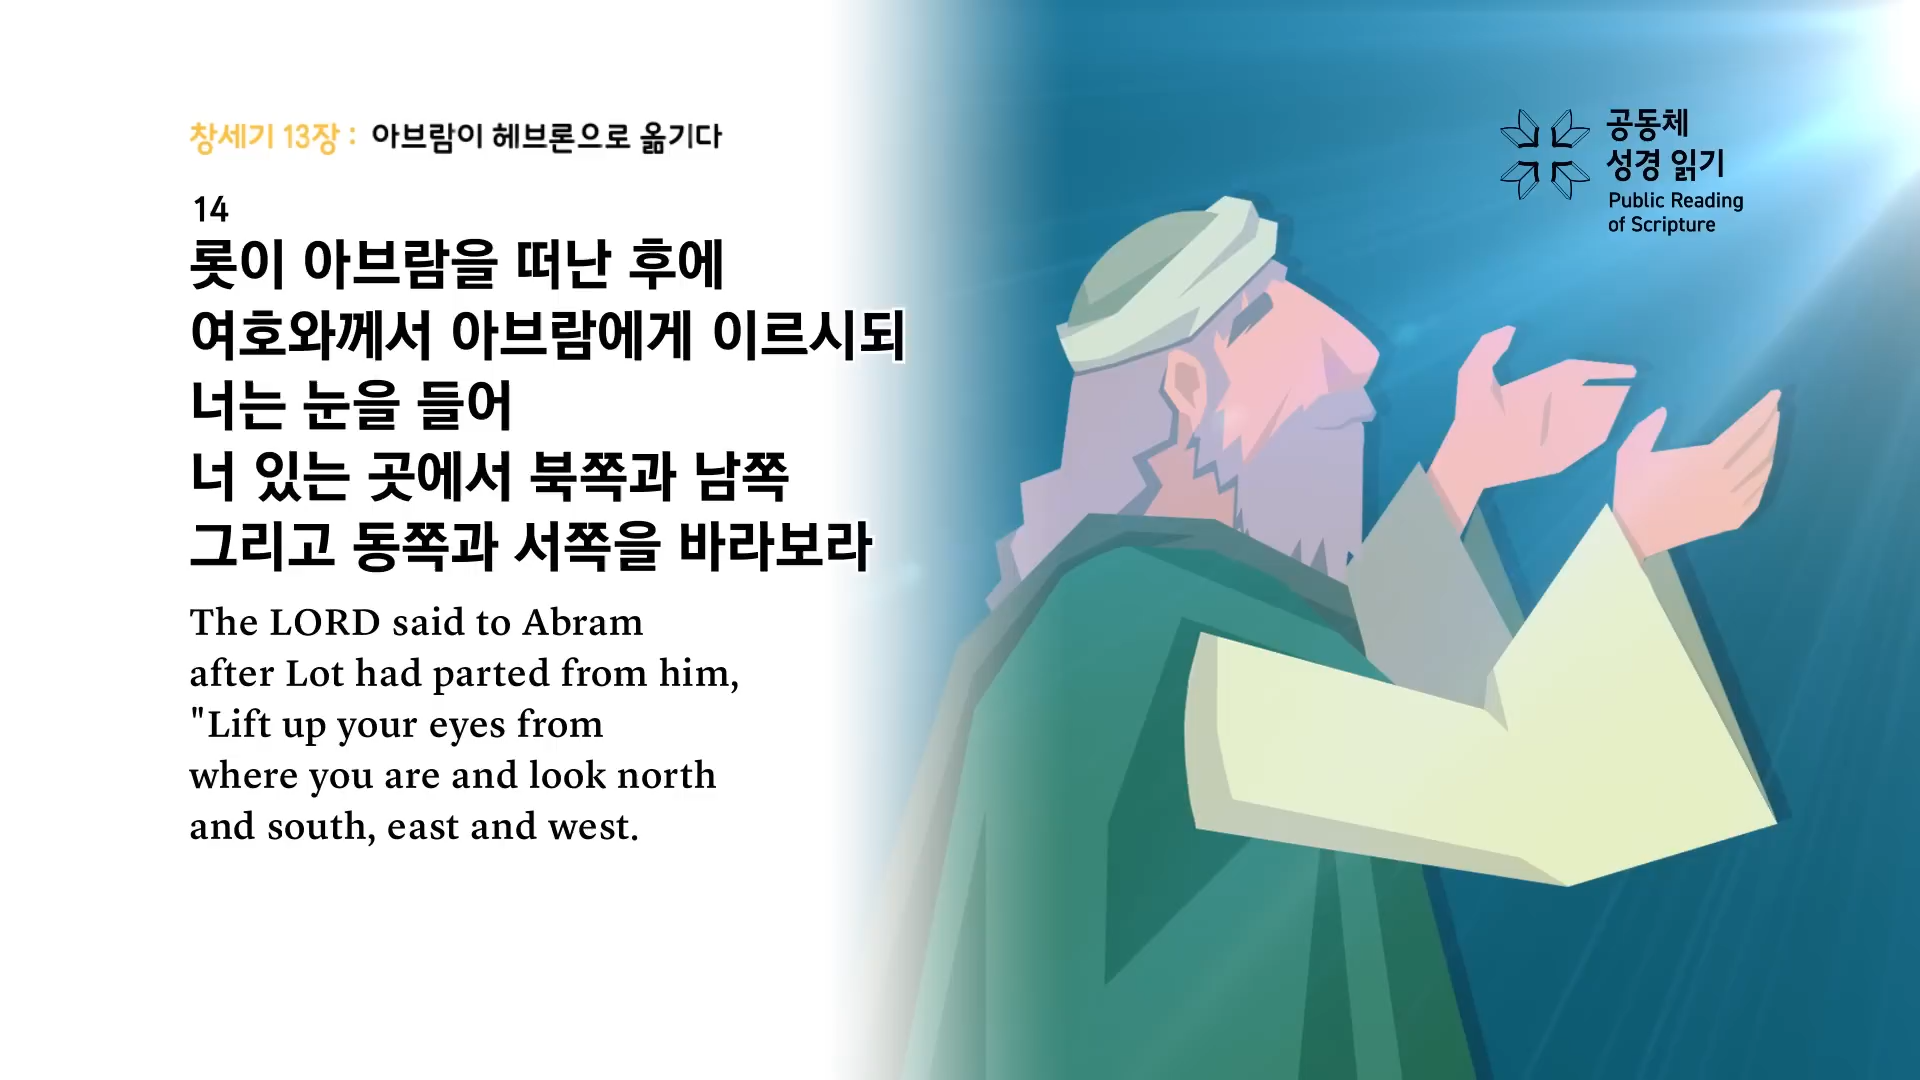 창세기 13장 : 아브람이 헤브론으로 옮기다
14
롯이 아브람을 떠난 후에
여호와께서 아브람에게 이르시되
너는 눈을 들어
너 있는 곳에서 북쪽과 남쪽
그리고 동쪽과 서쪽을 바라보라
The LORD said to Abram
after Lot had parted from him,
"Lift up your eyes from
where you are and look north
and south, east and west.
공동체
성경 읽기
Public Reading
of Scripture